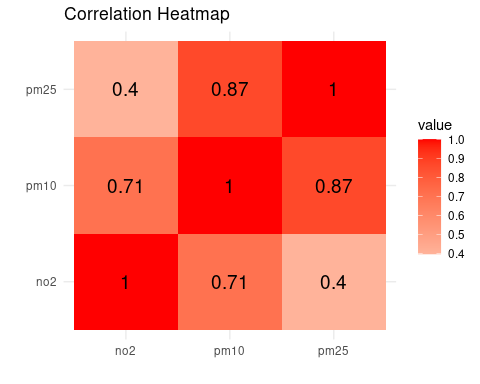 Correlation Heatmap
pm25 0.4 0.87 1
pm10 0.71 1 0.87
no2 1 0.71 0.4
no2 pm10 pm25
value
1.0
0.9
0.8
0.7
0.6
0.5
0.4